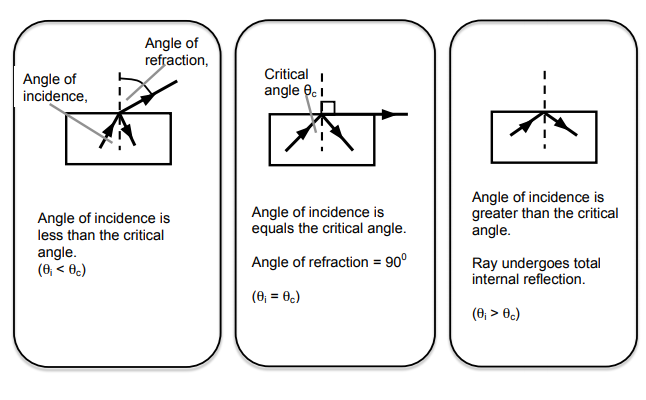 Angle of
refraction,
Angle of
incidence,
Angle of incidence is
less than the critical
angle.
(θi < θc)
Critical
angle θc
Angle of incidence is
equals the critical angle.
Angle of refraction = 90⁰
(θi = θc)
Angle of incidence is
greater than the critical
angle.
Ray undergoes total
internal reflection.
(θi > θc)